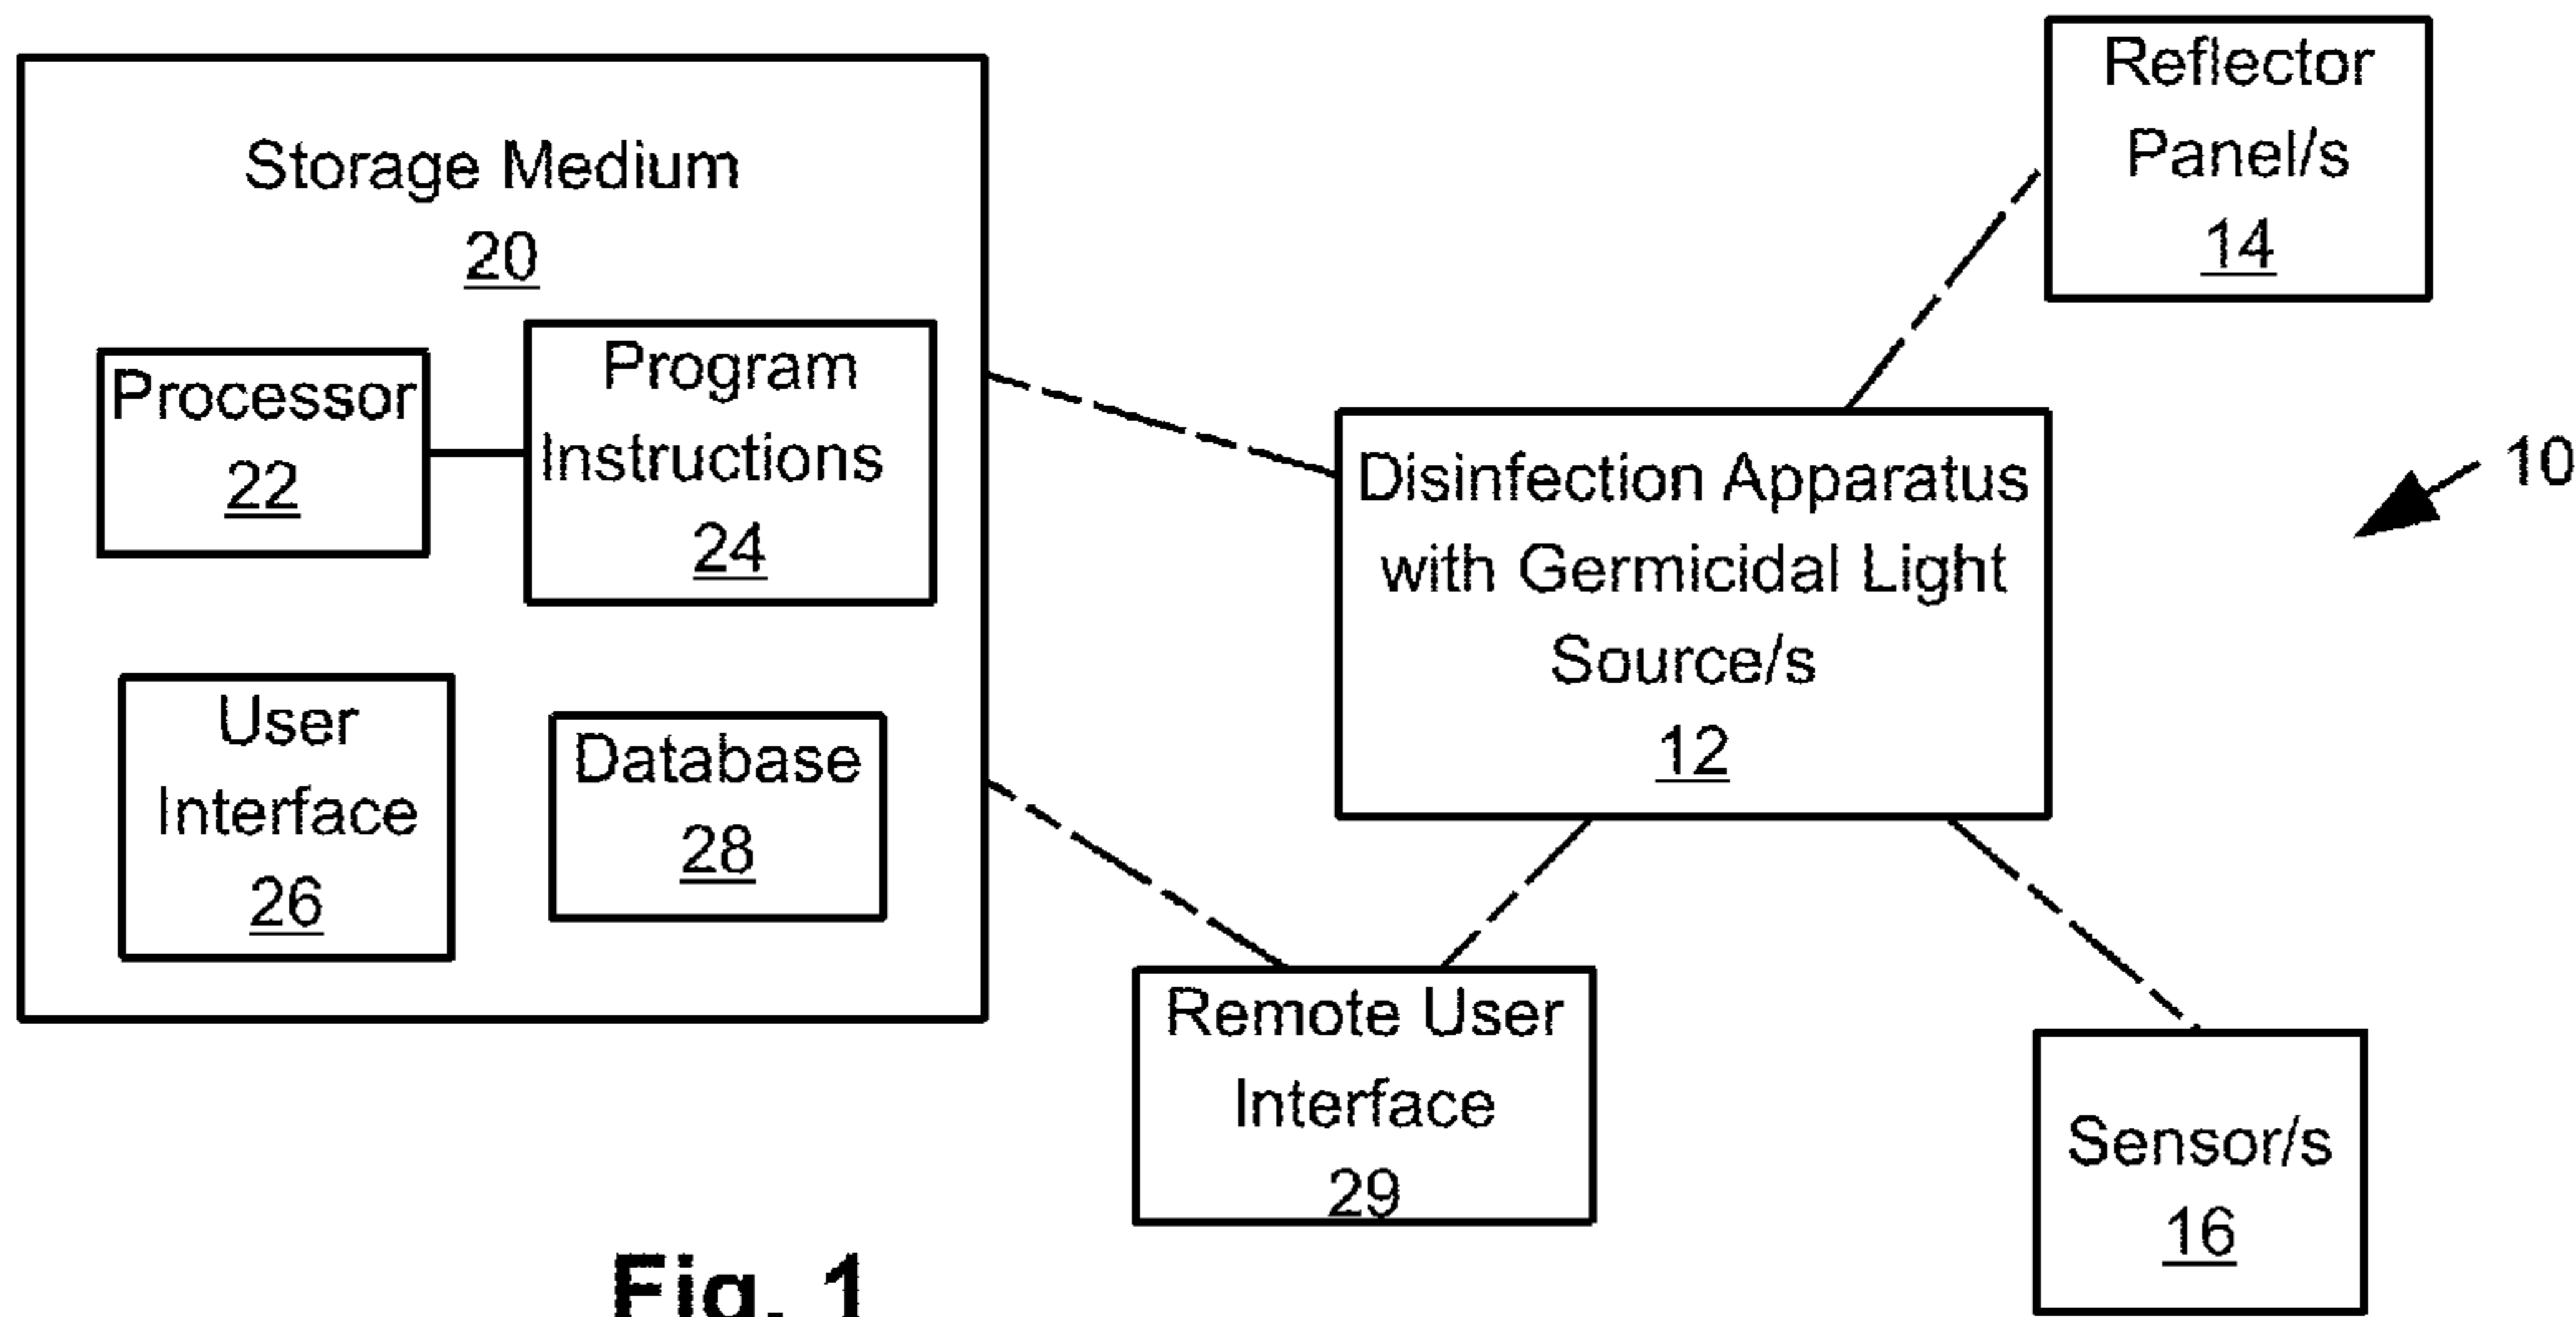 Storage Medium
20
Processor
22
Program
Instructions
24
User
Interface
26
Database
28
Reflector
Panel/s
14
Disinfection Apparatus
with Germicidal Light
Source/s
12
10
Remote User
Interface
29
Sensor/s
16
Fig. 1